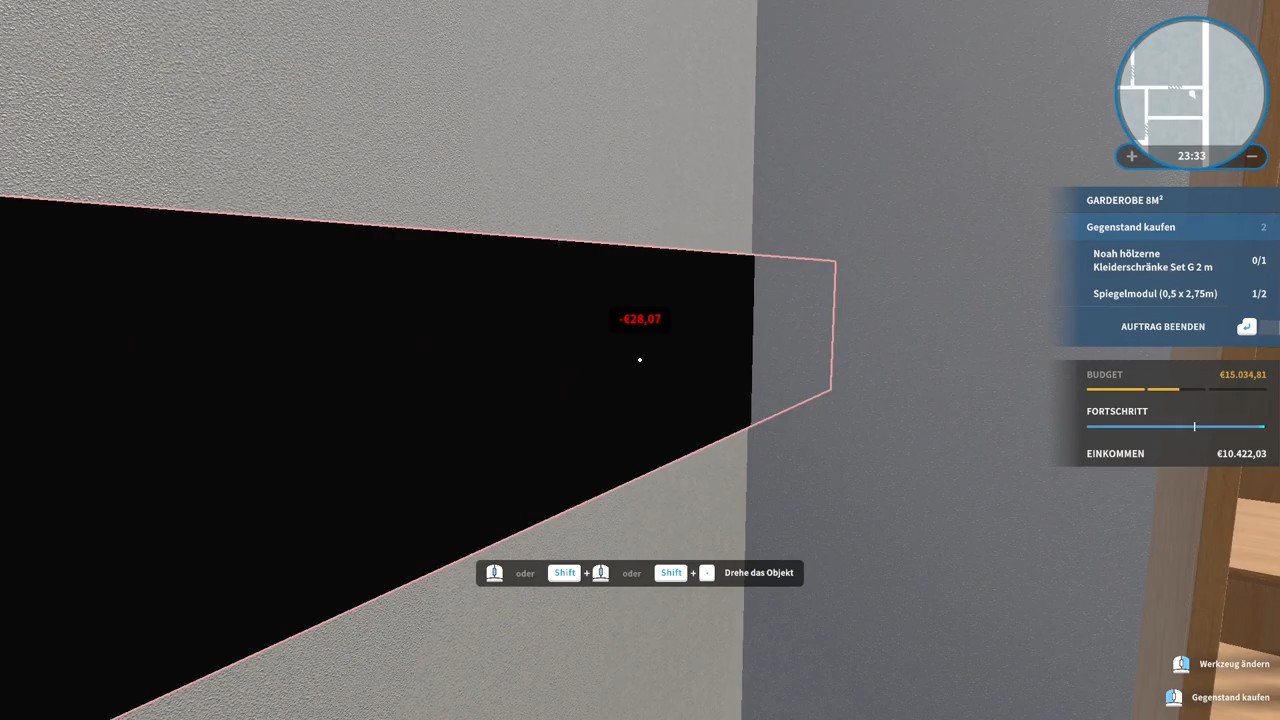 23:33
GARDEROBE 8M²
Gegenstand kaufen 2
Noah hölzerne
Kleiderschränke Set G 2 m 0/1
Spiegelmodul (0,5 x 2,75m) 1/2
AUFTRAG BEENDEN
BUDGET €15.034,81
FORTSCHRITT
EINKOMMEN €10.422,03
-€28,07
oder Shift + oder Shift + · Drehe das Objekt
Werkzeug ändern
Gegenstand kaufen